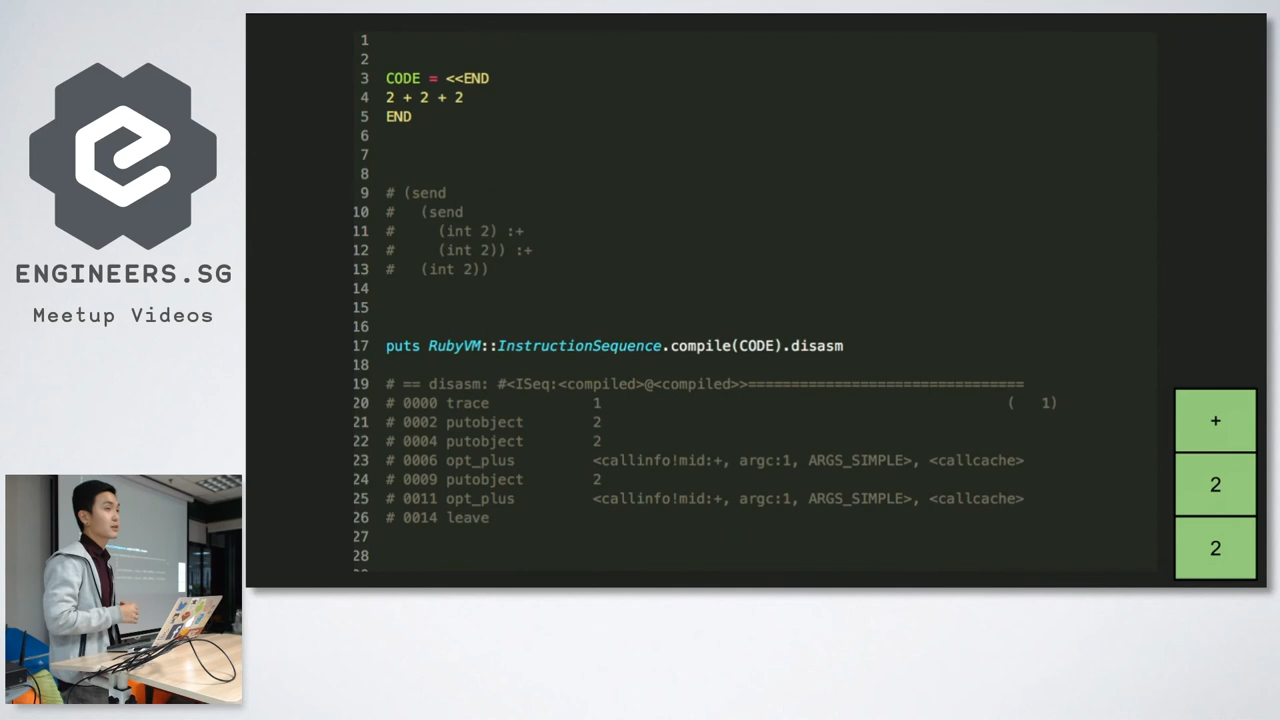 ENGINEERS.SG
Meetup Videos
1
2
3 CODE = <<END
4 2 + 2 + 2
5 END
6
7
8
9 # (send
10 #   (send
11 #     (int 2) :+
12 #     (int 2)) :+
13 #   (int 2))
14
15
16
17 puts RubyVM::InstructionSequence.compile(CODE).disasm
18
19 # == disasm: #<ISeq:<compiled>@<compiled>>================================
20 # 0000 trace            1                                               (   1)
21 # 0002 putobject        2
22 # 0004 putobject        2
23 # 0006 opt_plus         <callinfo!mid:+, argc:1, ARGS_SIMPLE>, <callcache>
24 # 0009 putobject        2
25 # 0011 opt_plus         <callinfo!mid:+, argc:1, ARGS_SIMPLE>, <callcache>
26 # 0014 leave
27
28
+
2
2